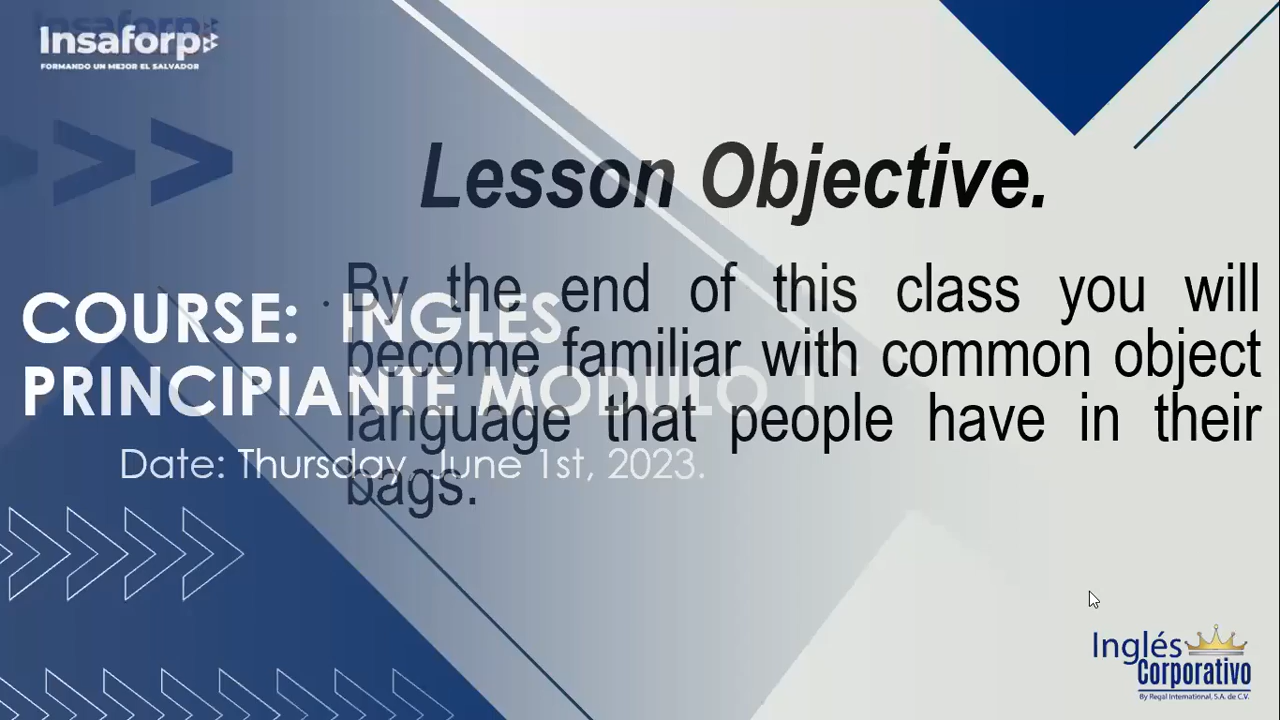 Insaforp
FORMANDO UN MEJOR EL SALVADOR
Lesson Objective.
By the end of this class you will
become familiar with common object
language that people have in their
bags.
COURSE: INGLES
PRINCIPIANTE MODULO 1
Date: Thursday, June 1st, 2023.
Inglés
Corporativo
By Regal International, S.A. de C.V.